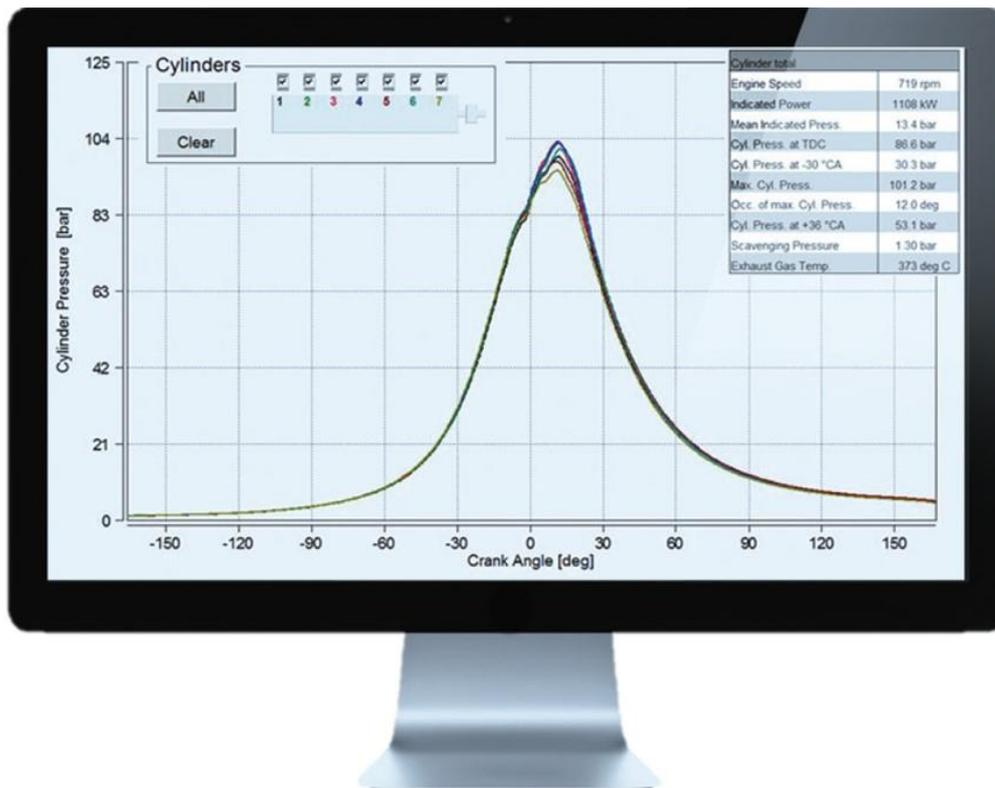 Cylinders
All
Clear
1 2 3 4 5 6 7
Cylinder total
Engine Speed 719 rpm
Indicated Power 1108 kW
Mean Indicated Press. 13.4 bar
Cyl. Press. at TDC 86.6 bar
Cyl. Press. at -30 °CA 30.3 bar
Max. Cyl. Press. 101.2 bar
Occ. of max. Cyl. Press. 12.0 deg
Cyl. Press. at +36 °CA 53.1 bar
Scavenging Pressure 1.30 bar
Exhaust Gas Temp. 373 deg C
Cylinder Pressure [bar]
125
104
83
63
42
21
0
-150 -120 -90 -60 -30 0 30 60 90 120 150
Crank Angle [deg]